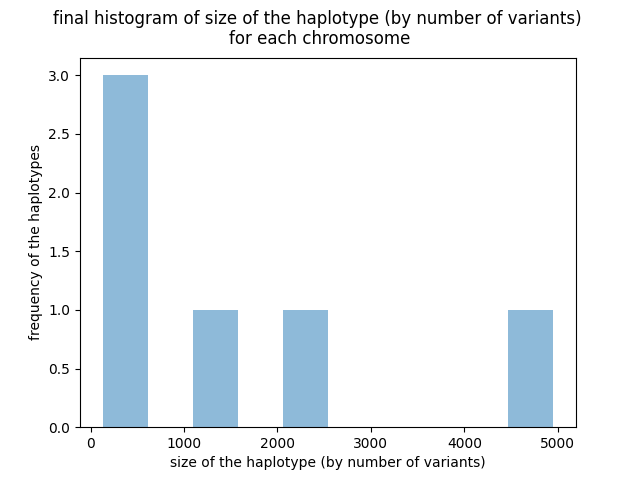 final histogram of size of the haplotype (by number of variants)
for each chromosome
3.0
2.5
2.0
1.5
1.0
0.5
0.0
frequency of the haplotypes
0 1000 2000 3000 4000 5000
size of the haplotype (by number of variants)